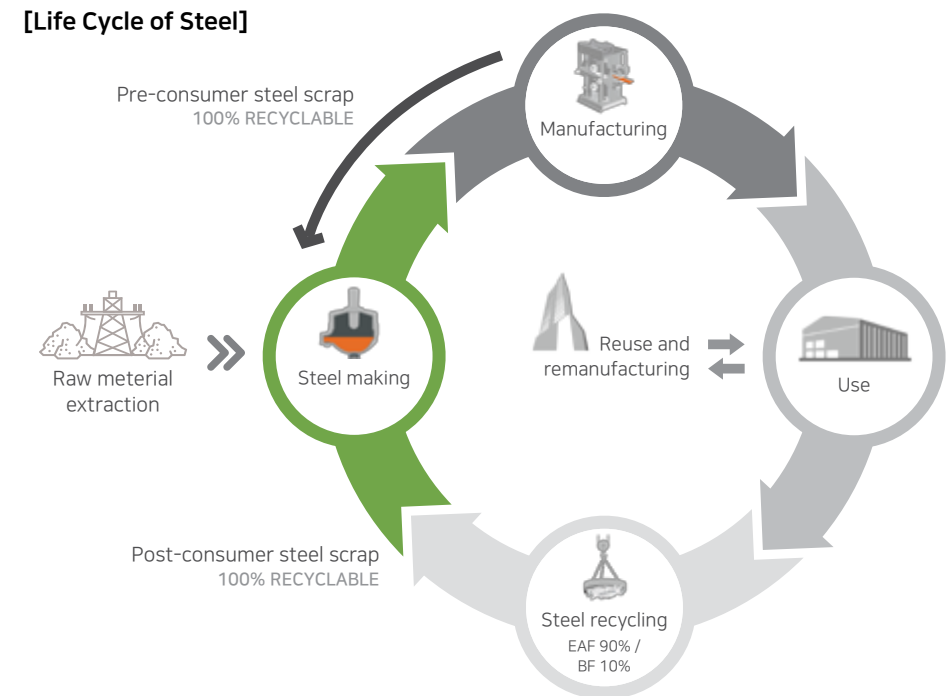 [Life Cycle of Steel]
Pre-consumer steel scrap
100% RECYCLABLE
Manufacturing
Raw meterial
extraction
Steel making
Reuse and
remanufacturing
Use
Post-consumer steel scrap
100% RECYCLABLE
Steel recycling
EAF 90% /
BF 10%